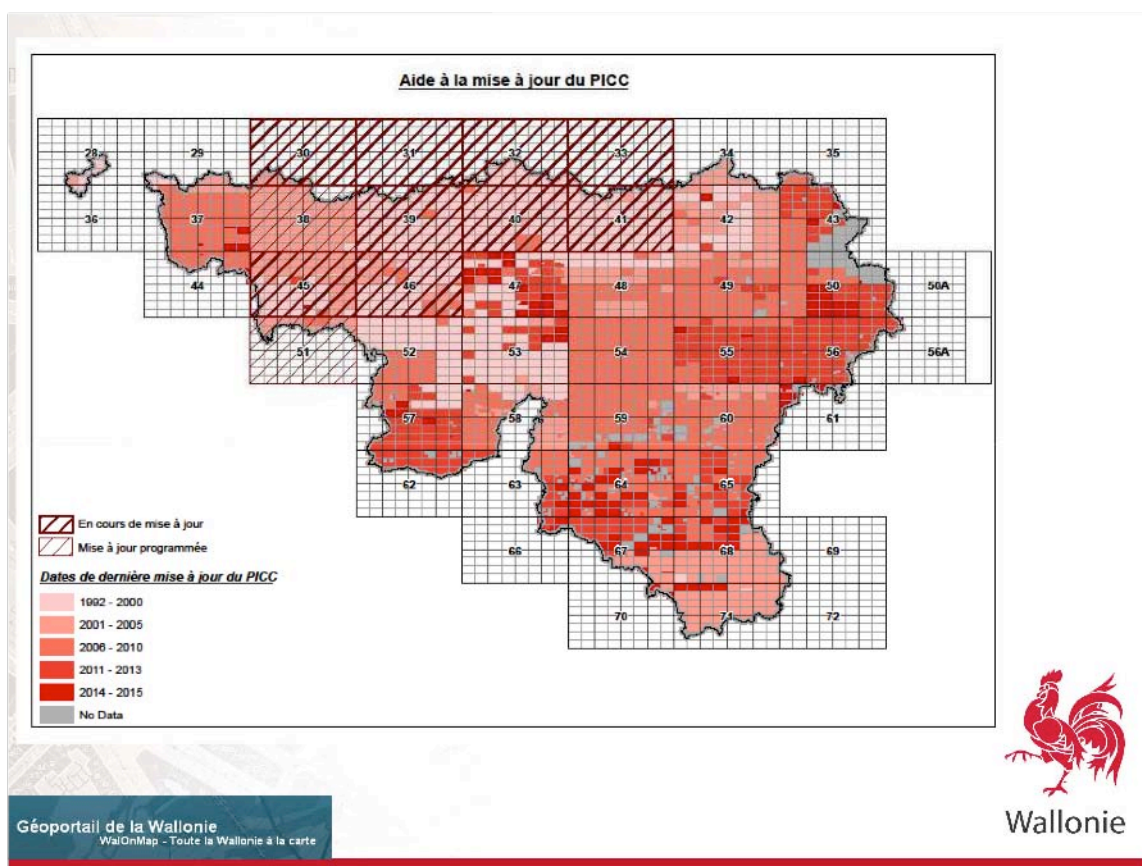 Aide à la mise à jour du PICC
28 29 30 31 32 33 34 35
36 37 38 39 40 41 42 43
44 45 46 47 48 49 50 50A
51 52 53 54 55 56 56A
57 58 59 60 61
62 63 64 65
66 67 68 69
70 71 72
En cours de mise à jour
Mise à jour programmée
Dates de dernière mise à jour du PICC
1992 - 2000
2001 - 2005
2006 - 2010
2011 - 2013
2014 - 2015
No Data
Wallonie
Géoportail de la Wallonie
WalOnMap - Toute la Wallonie à la carte